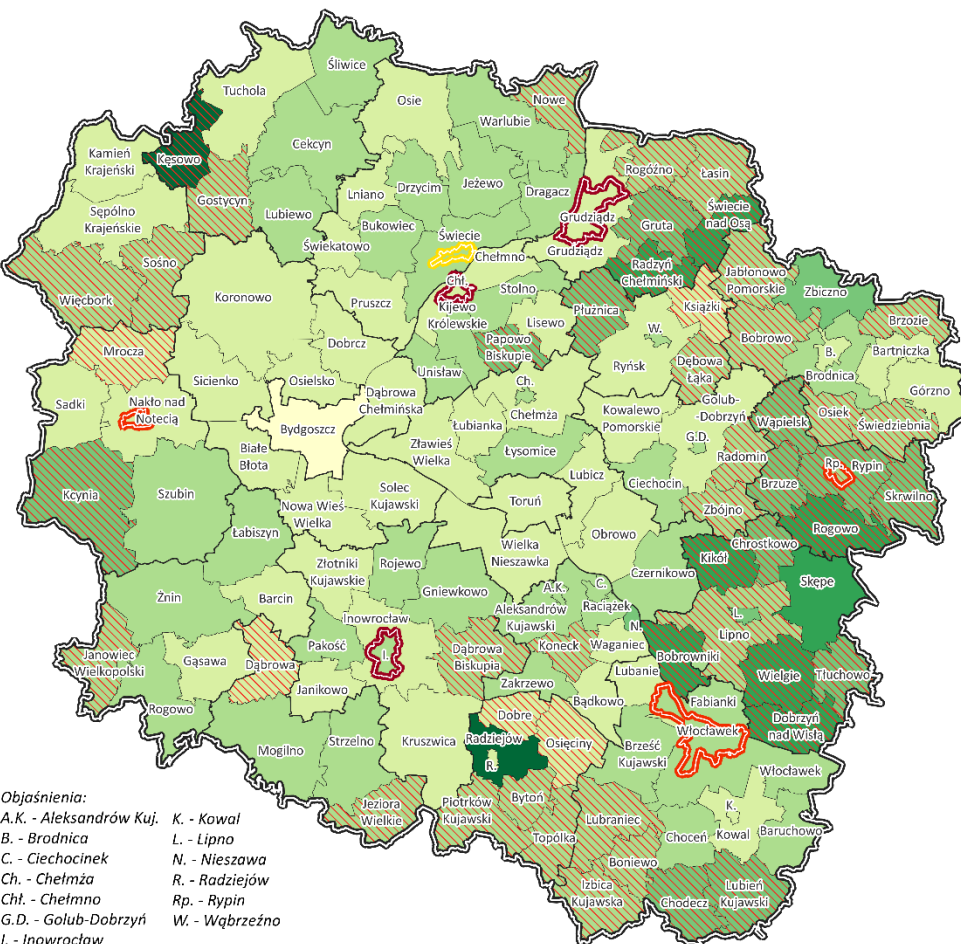 Śliwice
Tuchola
Osie
Nowe
Warlubie
Kamień
Krajeński
Kęsowo
Cekcyn
Rogóźno
Łasin
Gostycyn
Lniano
Drzycim
Jeżewo
Dragacz
Sępólno
Krajeńskie
Lubiewo
Bukowiec
Świecie
Grudziądz
Gruta
Świecie
nad Osą
Świekatowo
Sośno
Chełmno
Grudziądz
Radzyń
Chełmiński
Jabłonowo
Pomorskie
Zbiczno
Więcbork
Koronowo
Pruszcz
Chł.
Stolno
Kijewo
Królewskie
Płużnica
Książki
Lisewo
W.
Brzozie
Mrocza
Dobrcz
Papowo
Biskupie
Bobrowo
B.
Bartniczka
Unisław
Ryńsk
Dębowa
Łąka
Brodnica
Górzno
Sadki
Nakło nad
Notecią
Sicienko
Osielsko
Dąbrowa
Chełmińska
Ch.
Chełmża
Golub-
-Dobrzyń
Kowalewo
Pomorskie
Wąpielsk
Osiek
Świedziebnia
Bydgoszcz
Łubianka
G.D.
Radomin
Białe
Błota
Zławieś
Wielka
Łysomice
Lubicz
Ciechocin
Rp.
Rypin
Brzuze
Kcynia
Szubin
Solec
Kujawski
Nowa Wieś-
Wielka
Toruń
Zbójno
Skrwilno
Łabiszyn
Obrowo
Rogowo
Wielka
Nieszawka
Chrostkowo
Kikół
Złotniki
Kujawskie
Rojewo
Czernikowo
Skępe
Żnin
Barcin
Gniewkowo
A.K.
C.
Aleksandrów
Kujawski
Raciążek
Inowrocław
N.
L.
Lipno
Pakość
I.
Dąbrowa
Biskupia
Koneck
Waganiec
Janowiec
Wielkopolski
Gąsawa
Dąbrowa
Bobrowniki
Lubanie
Wielgie
Tłuchowo
Janikowo
Zakrzewo
Bądkowo
Fabianki
Rogowo
Dobre
Dobrzyń
nad Wisłą
Mogilno
Strzelno
Kruszwica
Radziejów
Osięciny
Włocławek
Brześć
Kujawski
R.
Włocławek
Jeziora
Wielkie
Piotrków
Kujawski
Bytoń
Lubraniec
K.
Kowal
Baruchowo
Topólka
Choceń
Boniewo
Izbica
Kujawska
Chodecz
Lubień
Kujawski
Objaśnienia:
A.K. - Aleksandrów Kuj.
B. - Brodnica
C. - Ciechocinek
Ch. - Chełmża
Chł. - Chełmno
G.D. - Golub-Dobrzyń
I. - Inowrocław
K. - Kowal
L. - Lipno
N. - Nieszawa
R. - Radziejów
Rp. - Rypin
W. - Wąbrzeźno